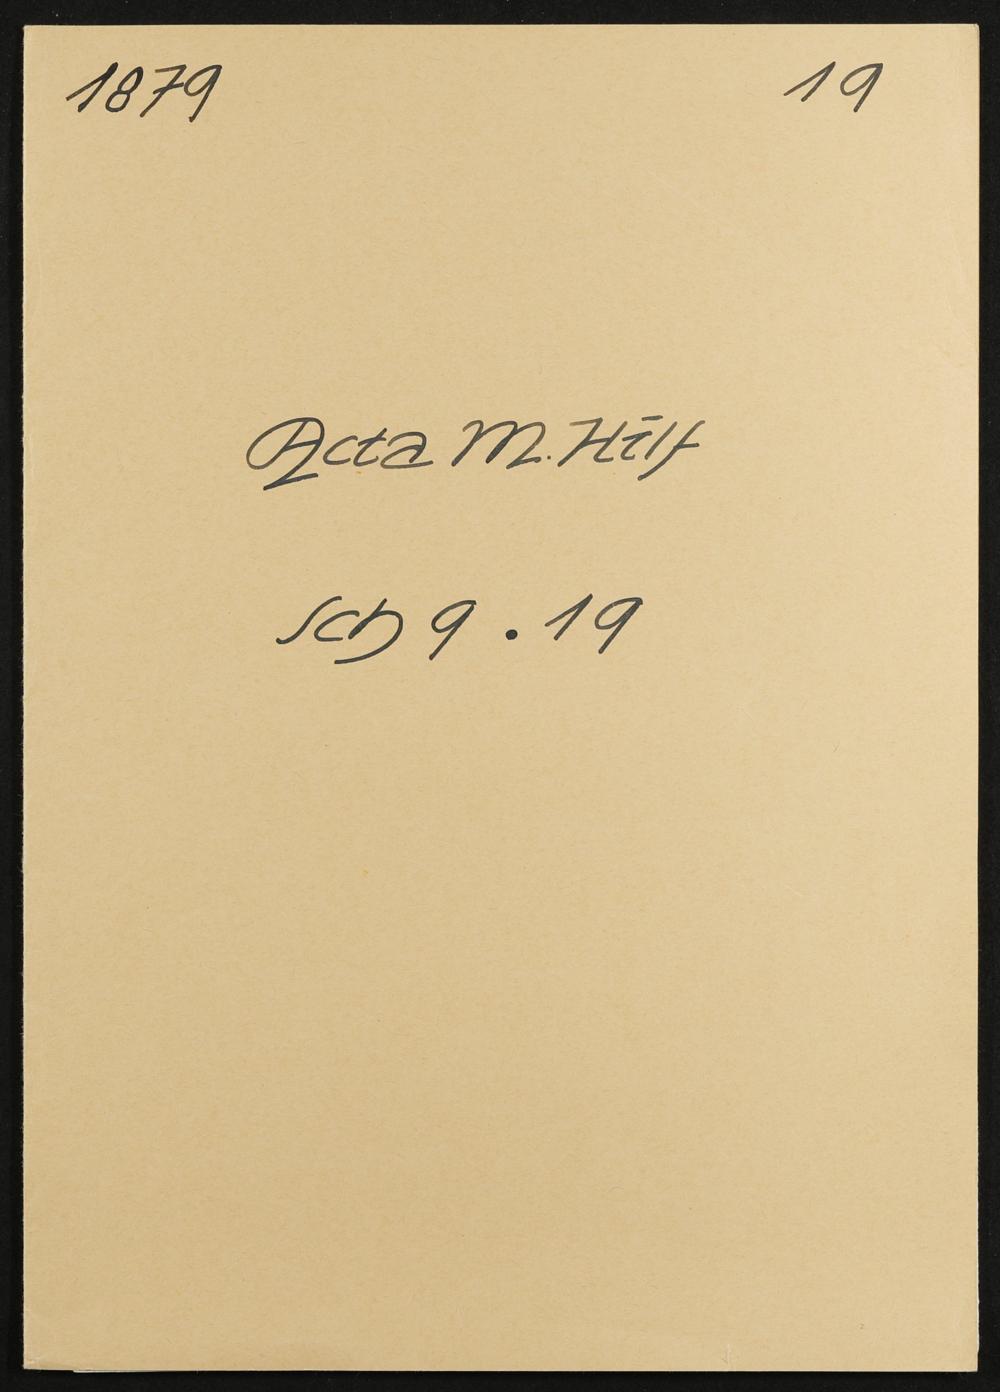 1879 19
Acta M. Hilf
Sch 9 . 19